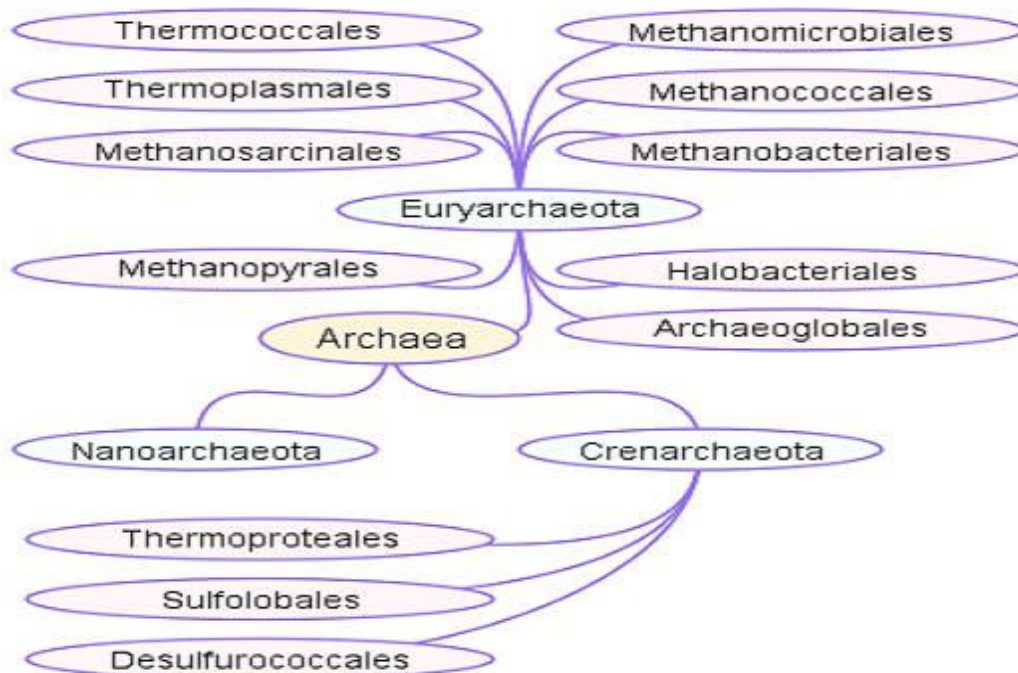 Thermococcales
Methanomicrobiales
Thermoplasmales
Methanococcales
Methanosarcinales
Methanobacteriales
Euryarchaeota
Methanopyrales
Halobacteriales
Archaea
Archaeoglobales
Nanoarchaeota
Crenarchaeota
Thermoproteales
Sulfolobales
Desulfurococcales